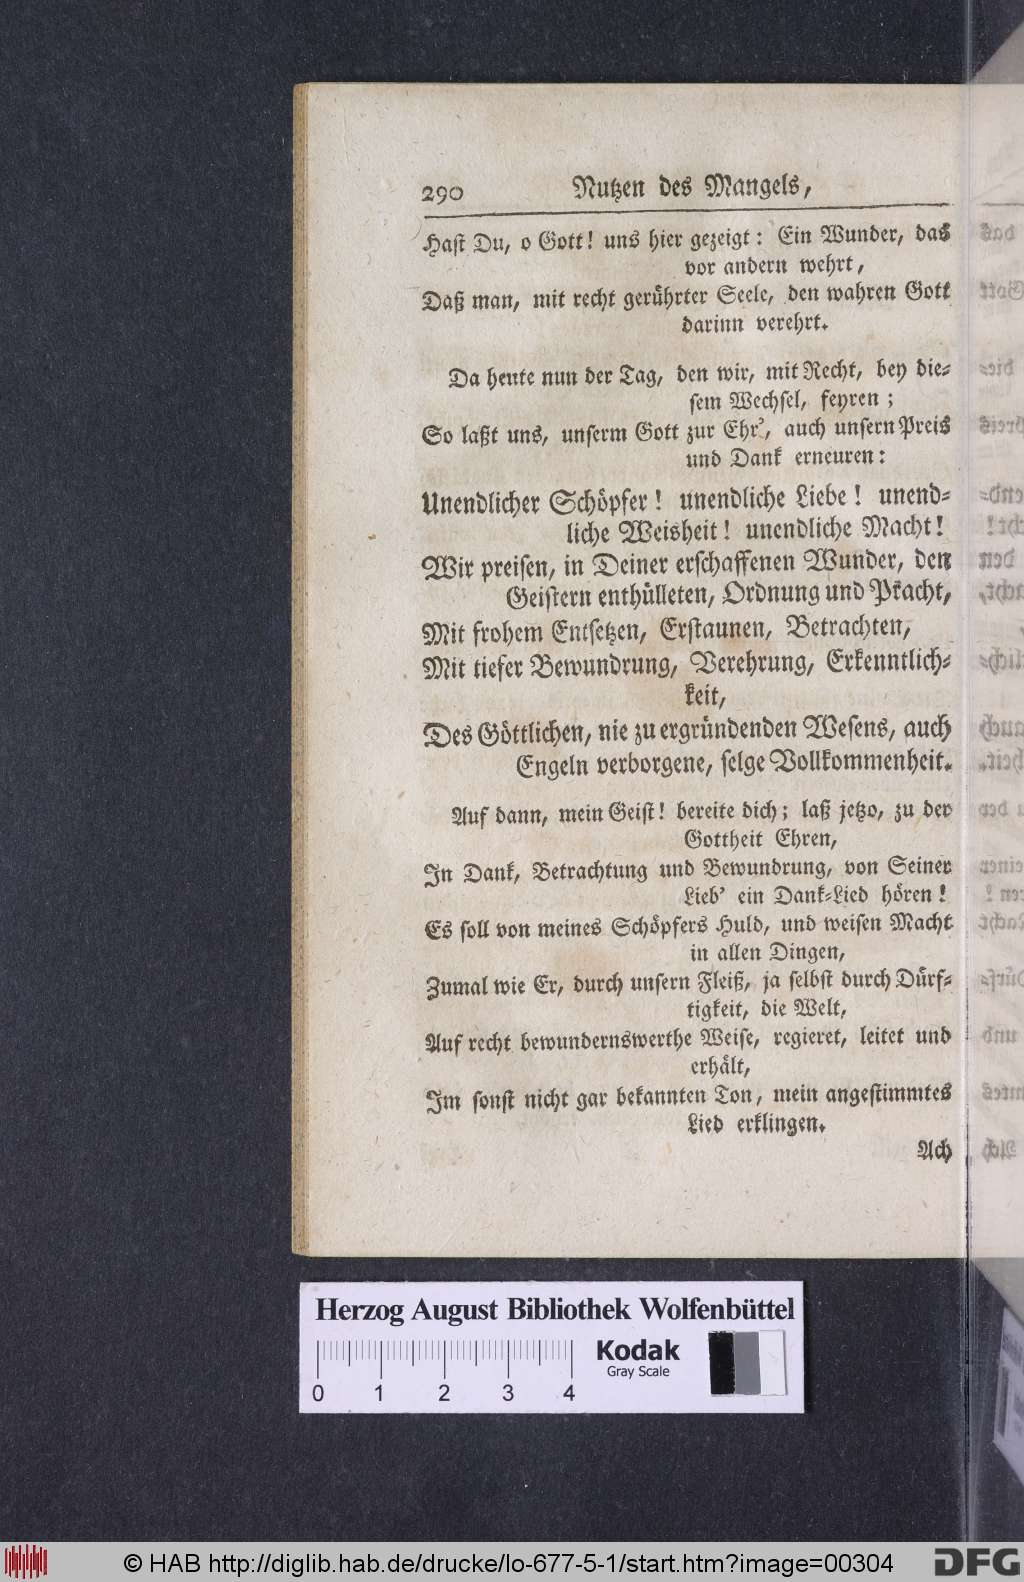 290 Nutzen des Mangels,
Hast Du, o Gott! uns hier gezeigt: Ein Wunder, das
vor andern wehrt,
Daß man, mit recht gerührter Seele, den wahren Gott
darinn verehrt.
Da heute nun der Tag, den wir, mit Recht, bey die-
sem Wechsel, feyren;
So laßt uns, unserm Gott zur Ehr', auch unsern Preis
und Dank erneuren:
Unendlicher Schöpfer! unendliche Liebe! unend-
liche Weisheit! unendliche Macht!
Wir preisen, in Deiner erschaffenen Wunder, den
Geistern enthülleten, Ordnung und Pracht,
Mit frohem Entsetzen, Erstaunen, Betrachten,
Mit tiefer Bewundrung, Verehrung, Erkenntlich-
keit,
Des Göttlichen, nie zu ergründenden Wesens, auch
Engeln verborgene, selge Vollkommenheit.
Auf dann, mein Geist! bereite dich; laß jetzo, zu der
Gottheit Ehren,
In Dank, Betrachtung und Bewundrung, von Seiner
Lieb' ein Dank-Lied hören!
Es soll von meines Schöpfers Huld, und weisen Macht
in allen Dingen,
Zumal wie Er, durch unsern Fleiß, ja selbst durch Dürf-
tigkeit, die Welt,
Auf recht bewundernswerthe Weise, regieret, leitet und
erhält,
Im sonst nicht gar bekannten Ton, mein angestimmtes
Lied erklingen.
Ach
Herzog August Bibliothek Wolfenbüttel
Kodak
Gray Scale
0 1 2 3 4
© HAB http://diglib.hab.de/drucke/lo-677-5-1/start.htm?image=00304
DFG